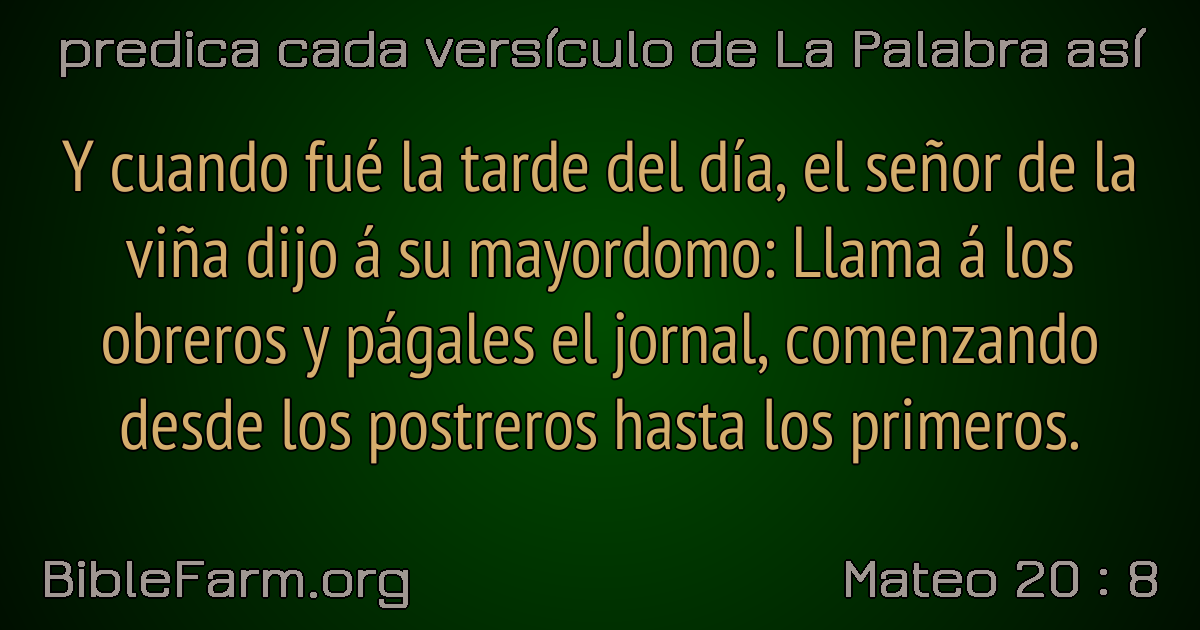 predica cada versículo de La Palabra así
Y cuando fué la tarde del día, el señor de la
viña dijo á su mayordomo: Llama á los
obreros y págales el jornal, comenzando
desde los postreros hasta los primeros.
BibleFarm.org
Mateo 20 : 8